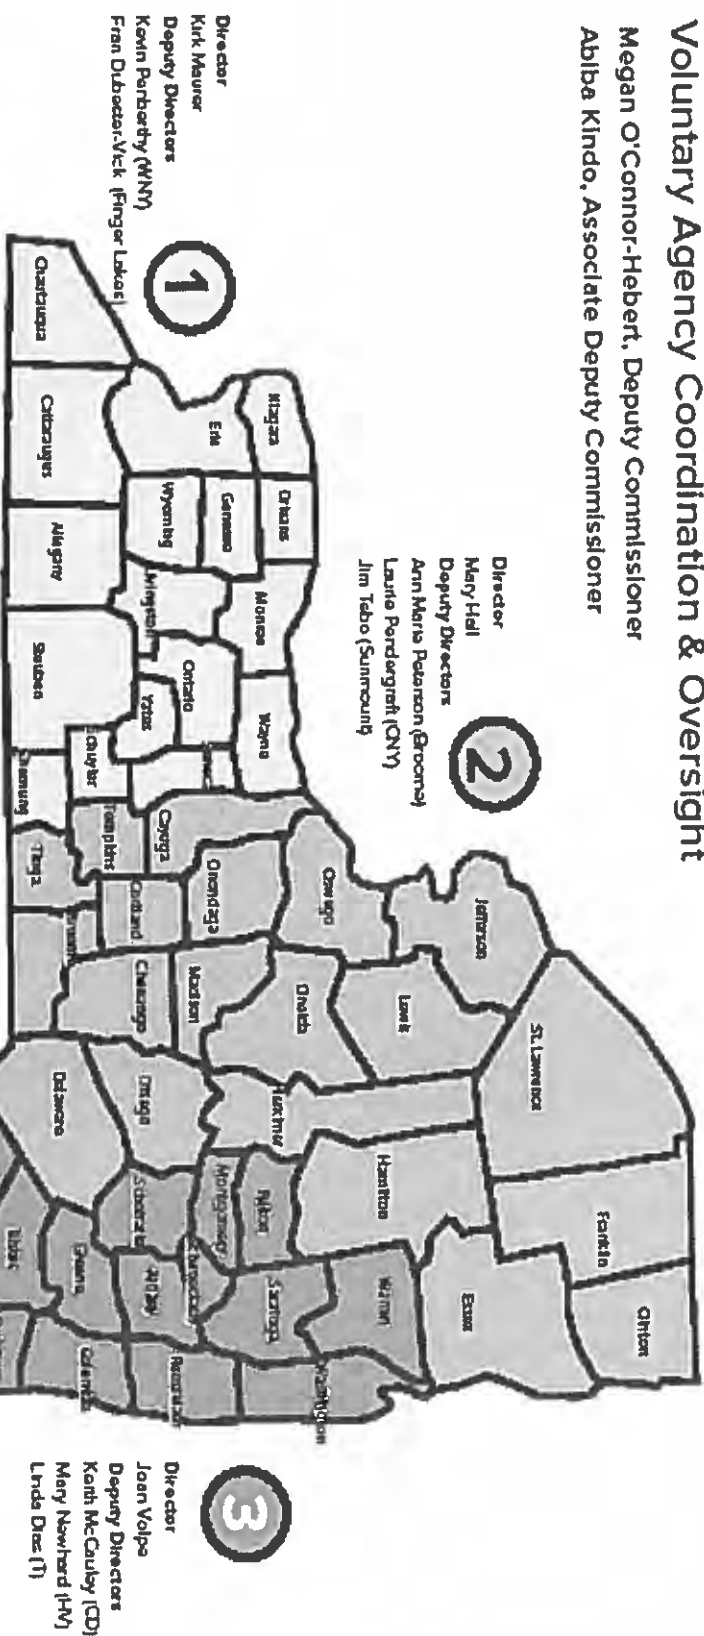 Voluntary Agency Coordination & Oversight
Megan O'Connor-Hebert, Deputy Commissioner
Abiba Kindo, Associate Deputy Commissioner
1
Director
Kirk Maurer
Deputy Directors
Kevin Penberthy (WNY)
Fran Dubector-Vick (Finger Lakes)
2
Director
Mary Hall
Deputy Directors
Ann Marie Peterson (Broome)
Laurie Pendergraft (CNY)
Jim Tebo (Sunmount)
3
Director
Joan Volpe
Deputy Directors
Keith McCauley (CD)
Mary Newhard (HV)
Linda Dias (T)
St. Lawrence
Franklin
Clinton
Jefferson
Essex
Lewis
Hamilton
Warren
Oswego
Oneida
Herkimer
Fulton
Saratoga
Washington
Niagara
Orleans
Monroe
Wayne
Erie
Genesee
Wyoming
Livingston
Ontario
Yates
Cayuga
Onondaga
Madison
Montgomery
Schenectady
Otsego
Schoharie
Albany
Rensselaer
Chautauqua
Cattaraugus
Allegany
Steuben
Schuyler
Chemung
Tompkins
Tioga
Cortland
Chenango
Delaware
Greene
Columbia
Ulster